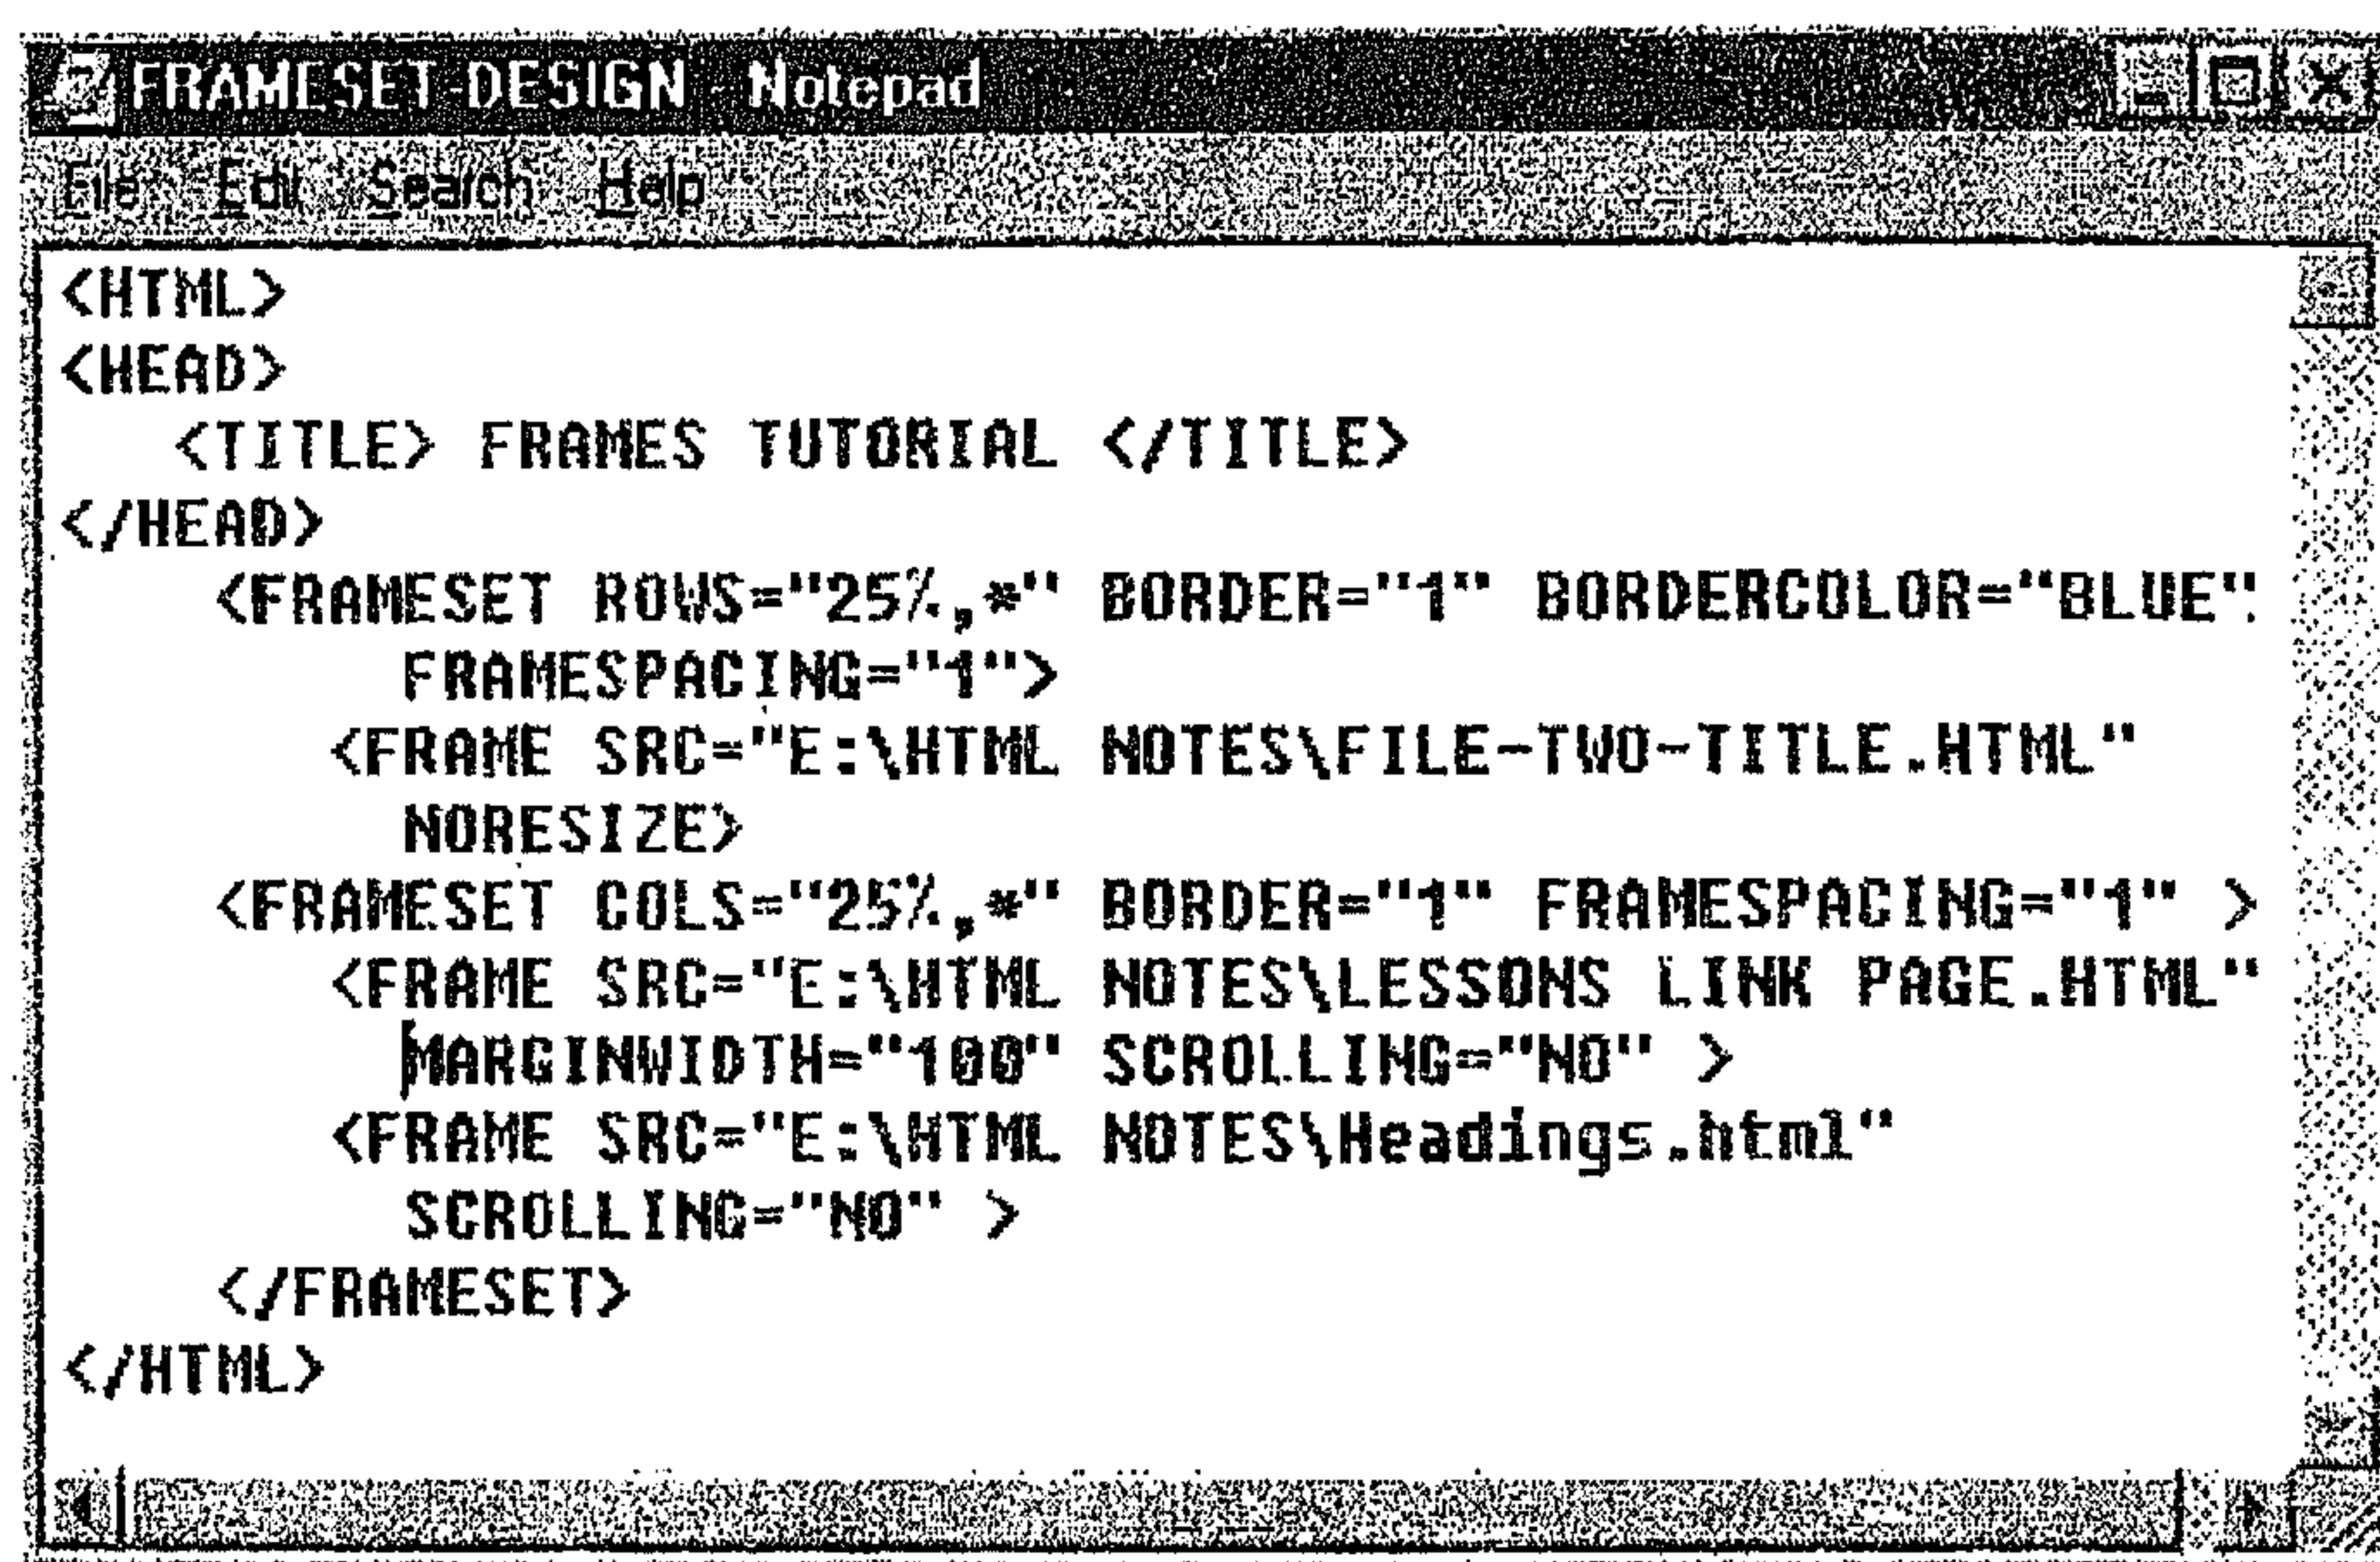 FRAMESET-DESIGN - Notepad
File Edit Search Help
<HTML>
<HEAD>
<TITLE> FRAMES TUTORIAL </TITLE>
</HEAD>
<FRAMESET ROWS="25%,*" BORDER="1" BORDERCOLOR="BLUE"
FRAMESPACING="1">
<FRAME SRC="E:\HTML NOTES\FILE-TWO-TITLE.HTML"
NORESIZE>
<FRAMESET COLS="25%,*" BORDER="1" FRAMESPACING="1" >
<FRAME SRC="E:\HTML NOTES\LESSONS LINK PAGE.HTML"
MARGINWIDTH="100" SCROLLING="NO" >
<FRAME SRC="E:\HTML NOTES\Headings.html"
SCROLLING="NO" >
</FRAMESET>
</HTML>